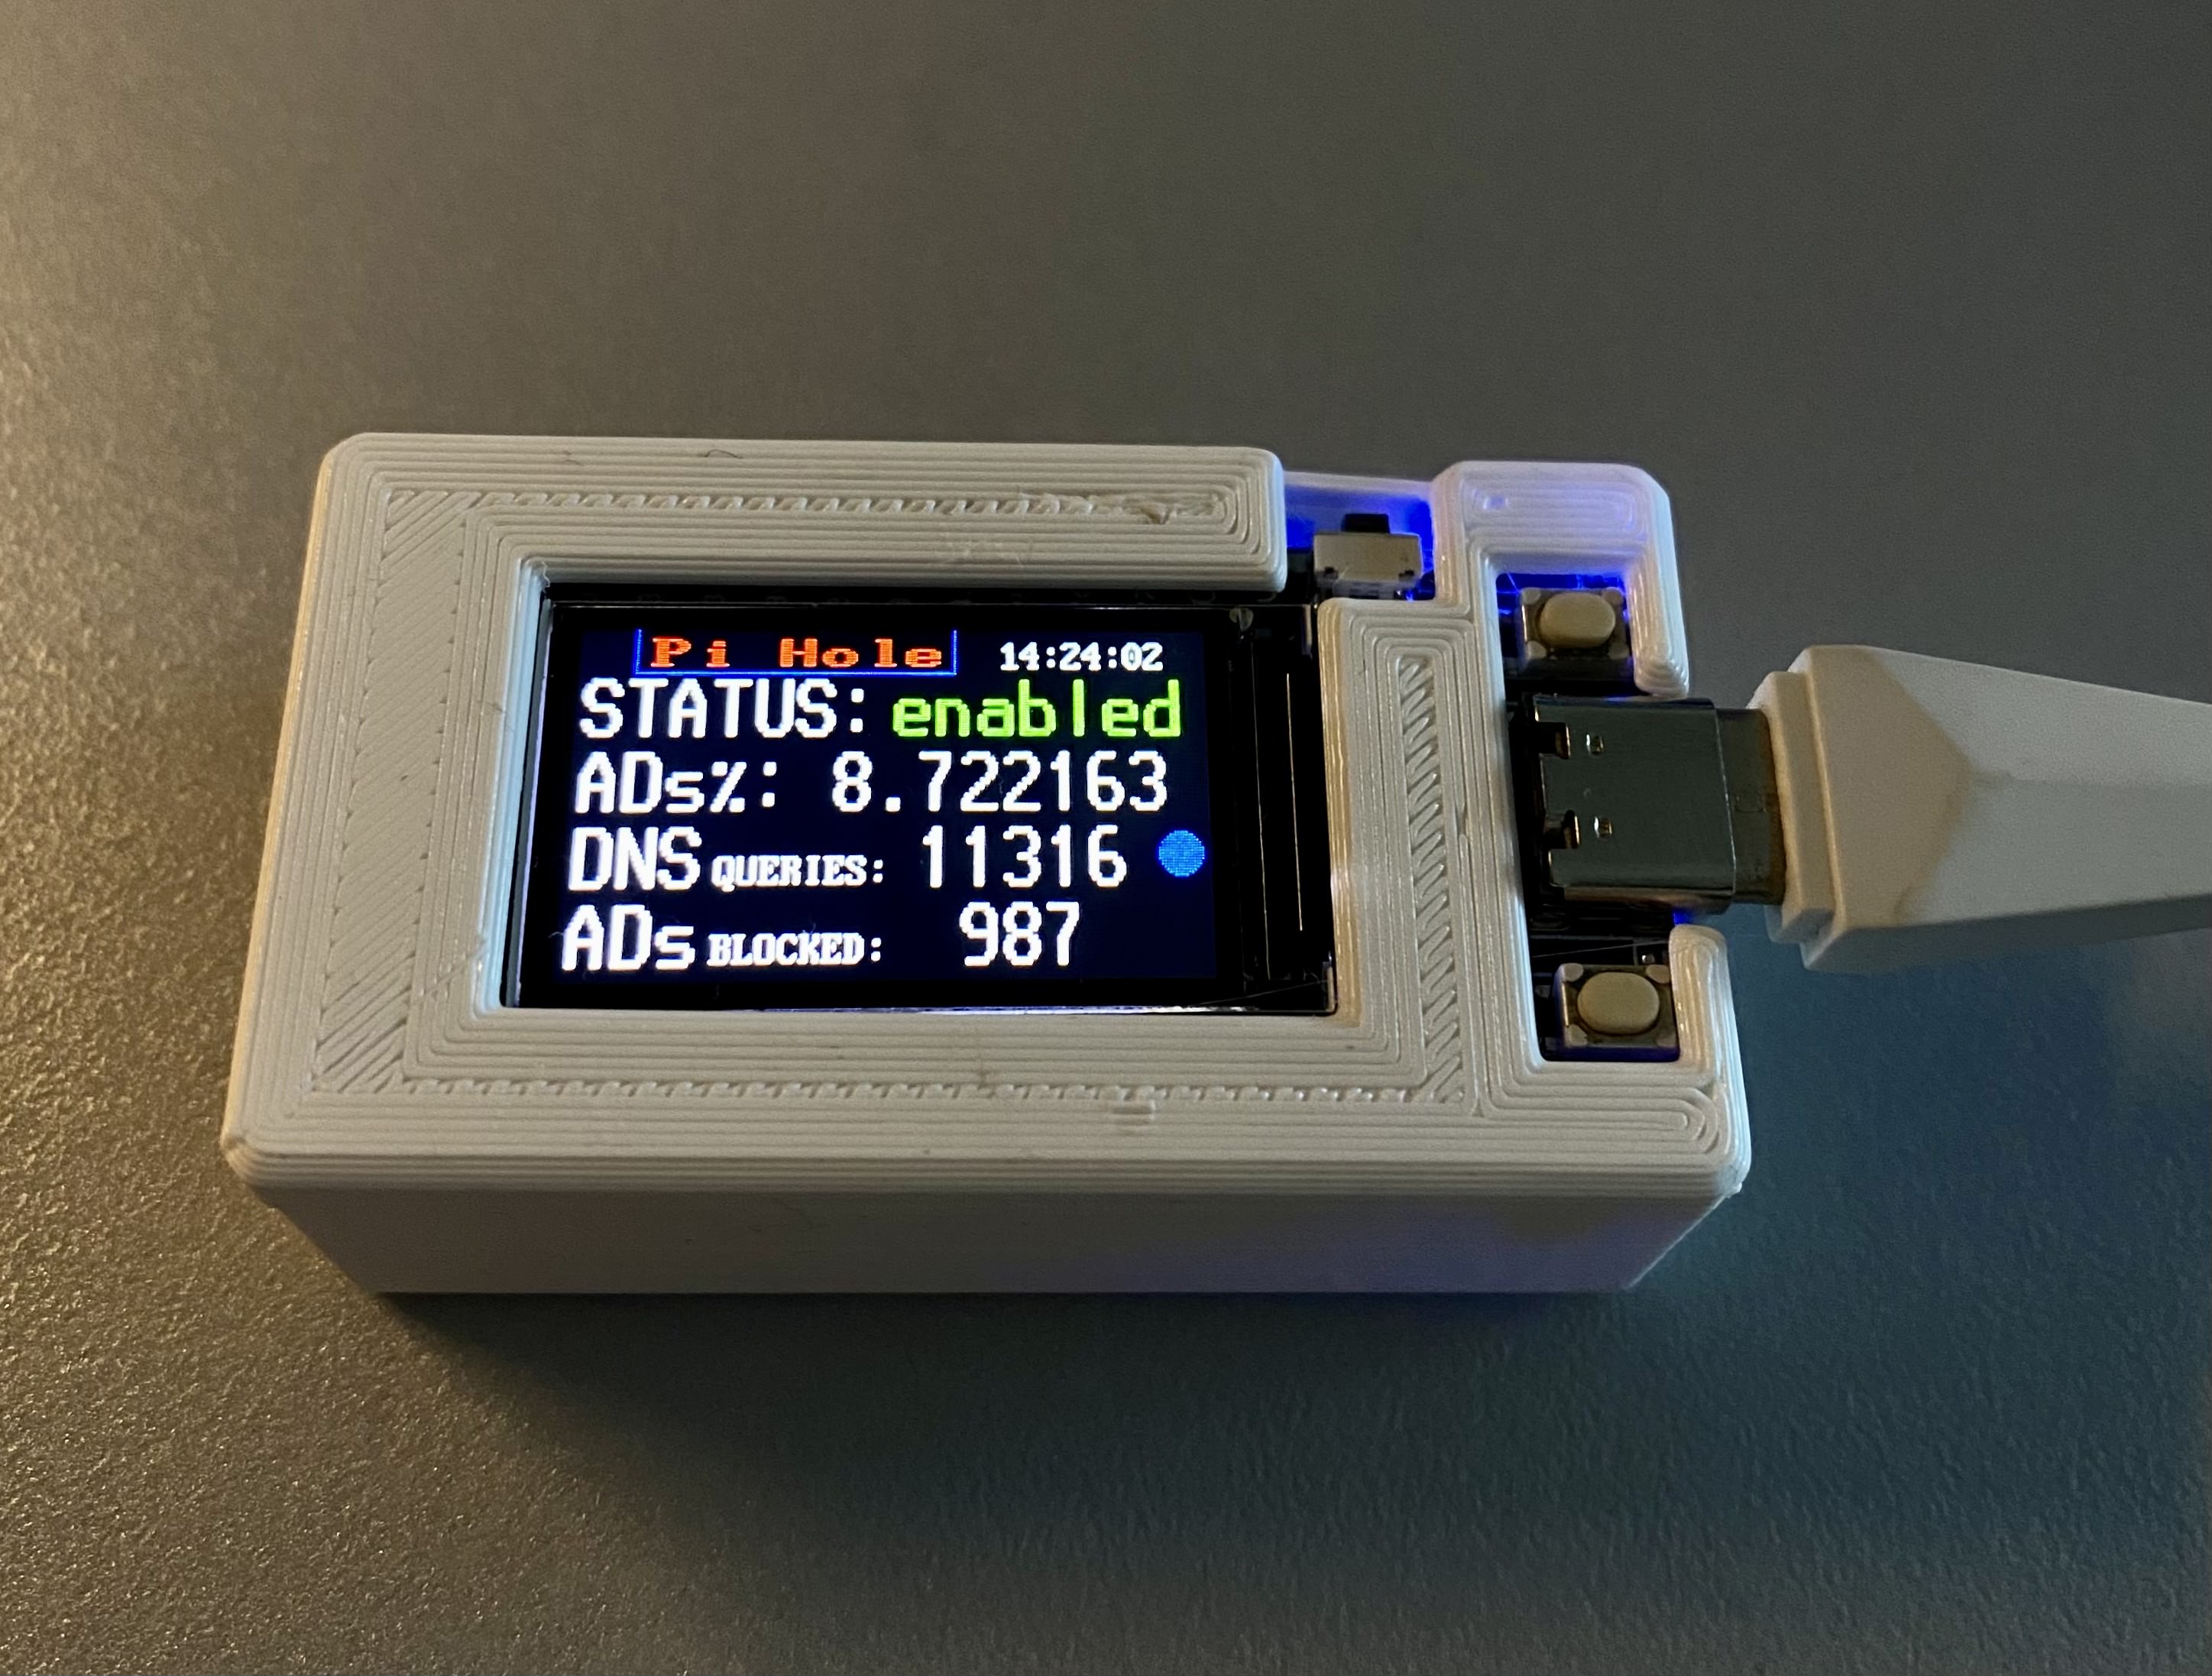 Pi Hole 14:24:02
STATUS: enabled
ADs%: 8.722163
DNS QUERIES: 11316
ADs BLOCKED: 987